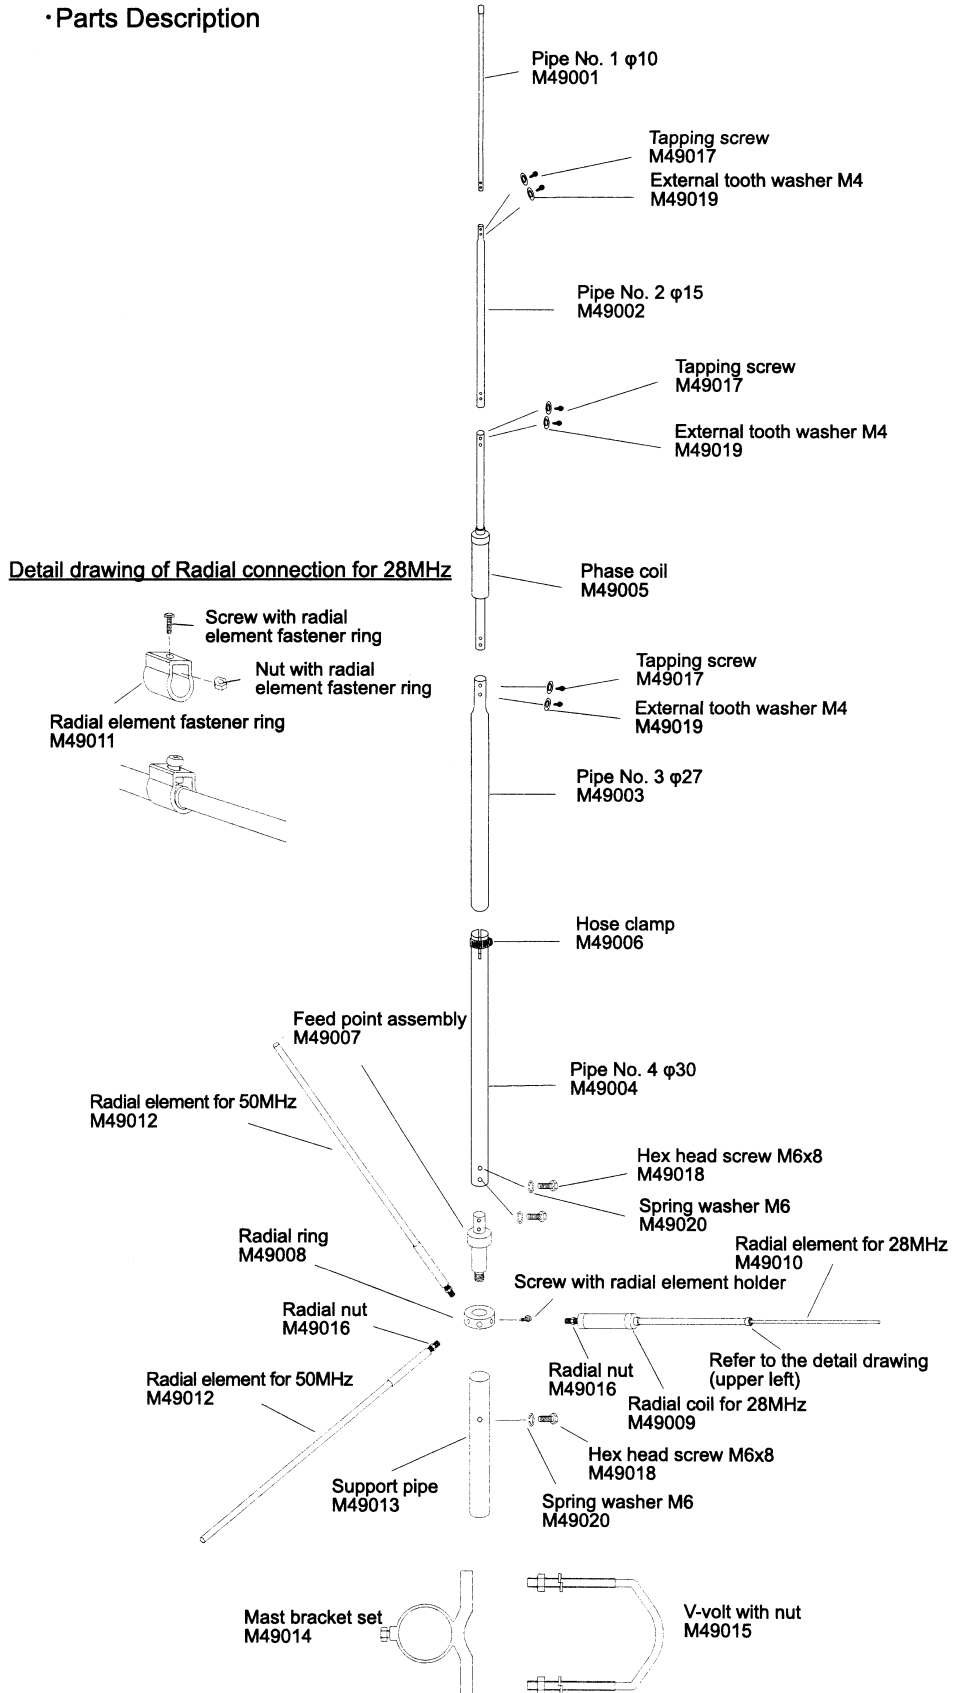 ·Parts Description
Pipe No. 1 φ10
M49001
Tapping screw
M49017
External tooth washer M4
M49019
Pipe No. 2 φ15
M49002
Tapping screw
M49017
External tooth washer M4
M49019
Detail drawing of Radial connection for 28MHz
Phase coil
M49005
Screw with radial
element fastener ring
Nut with radial
element fastener ring
Radial element fastener ring
M49011
Tapping screw
M49017
External tooth washer M4
M49019
Pipe No. 3 φ27
M49003
Hose clamp
M49006
Feed point assembly
M49007
Pipe No. 4 φ30
M49004
Radial element for 50MHz
M49012
Hex head screw M6x8
M49018
Spring washer M6
M49020
Radial ring
M49008
Radial element for 28MHz
M49010
Screw with radial element holder
Radial nut
M49016
Radial nut
M49016
Refer to the detail drawing
(upper left)
Radial element for 50MHz
M49012
Radial coil for 28MHz
M49009
Hex head screw M6x8
M49018
Support pipe
M49013
Spring washer M6
M49020
Mast bracket set
M49014
V-volt with nut
M49015